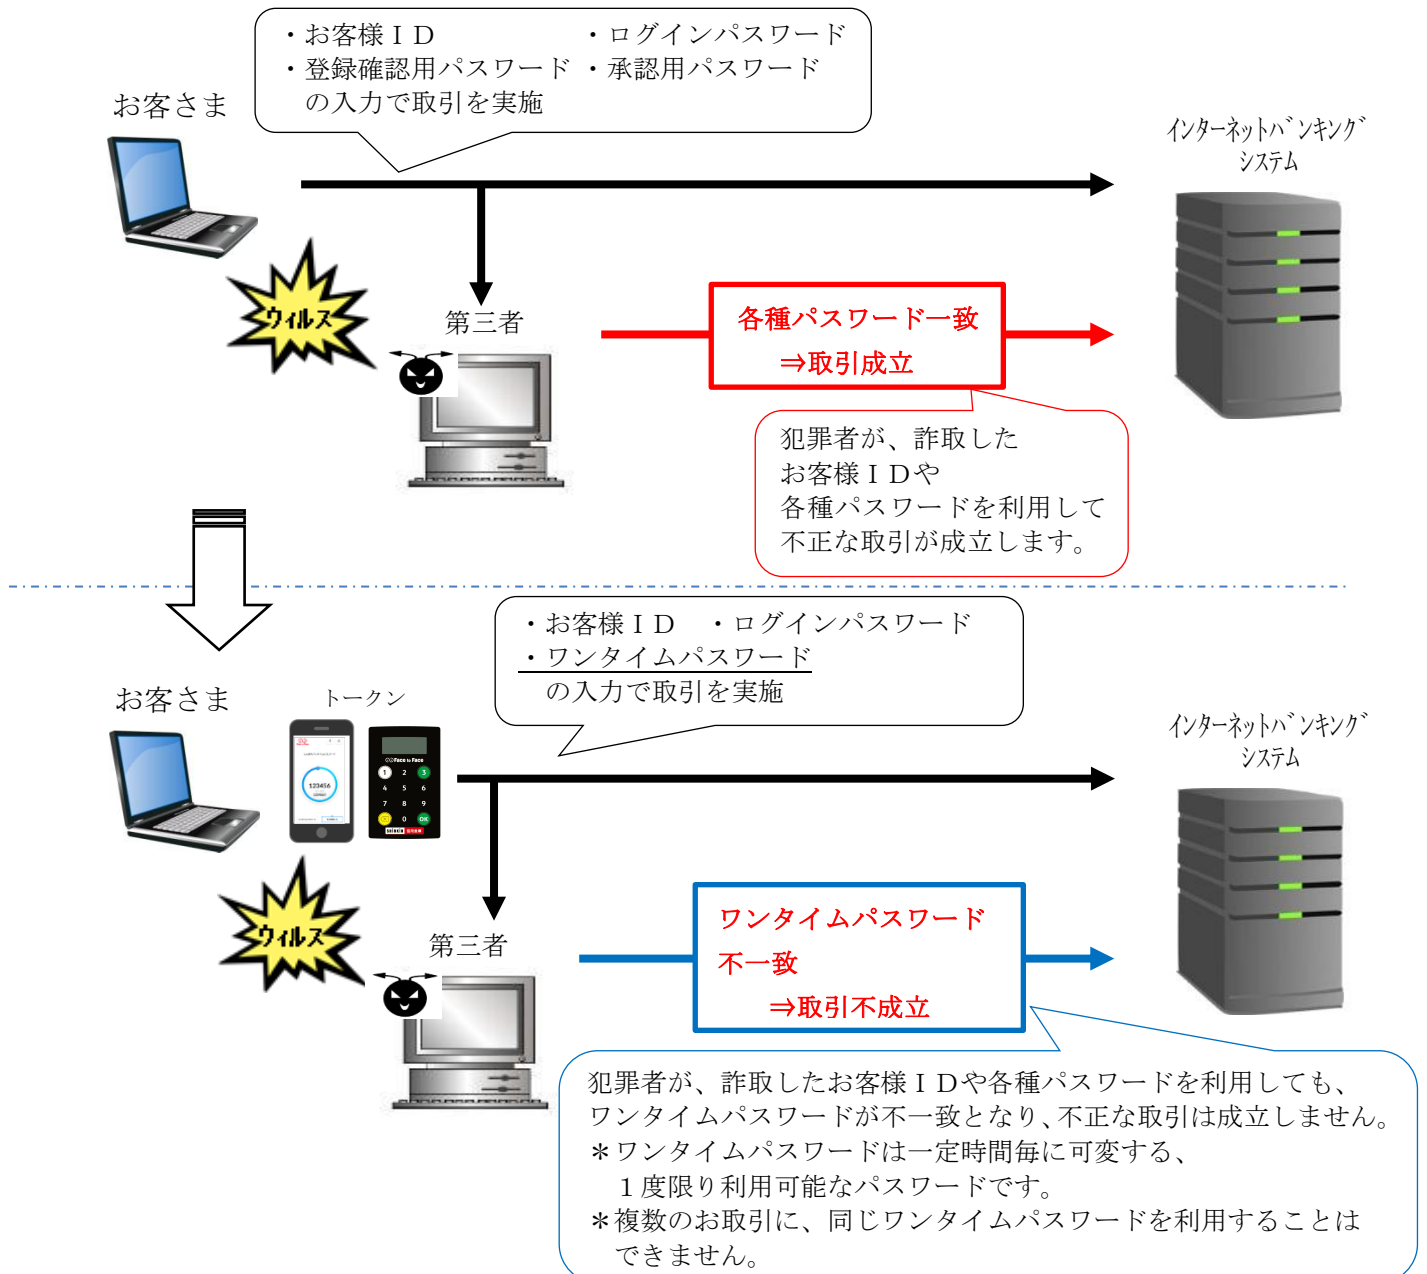 ・お客様ＩＤ　・ログインパスワード
・登録確認用パスワード ・承認用パスワード
の入力で取引を実施
お客さま
インターネットバンキング
システム
ウィルス
第三者
各種パスワード一致
⇒取引成立
犯罪者が、詐取した
お客様ＩＤや
各種パスワードを利用して
不正な取引が成立します。
・お客様ＩＤ　・ログインパスワード
・ワンタイムパスワード
の入力で取引を実施
お客さま
トークン
123456
Face to Face
1 2 3
4 5 6
7 8 9
0 OK
インターネットバンキング
システム
ウィルス
第三者
ワンタイムパスワード
不一致
⇒取引不成立
犯罪者が、詐取したお客様ＩＤや各種パスワードを利用しても、
ワンタイムパスワードが不一致となり、不正な取引は成立しません。
＊ワンタイムパスワードは一定時間毎に可変する、
１度限り利用可能なパスワードです。
＊複数のお取引に、同じワンタイムパスワードを利用することは
できません。